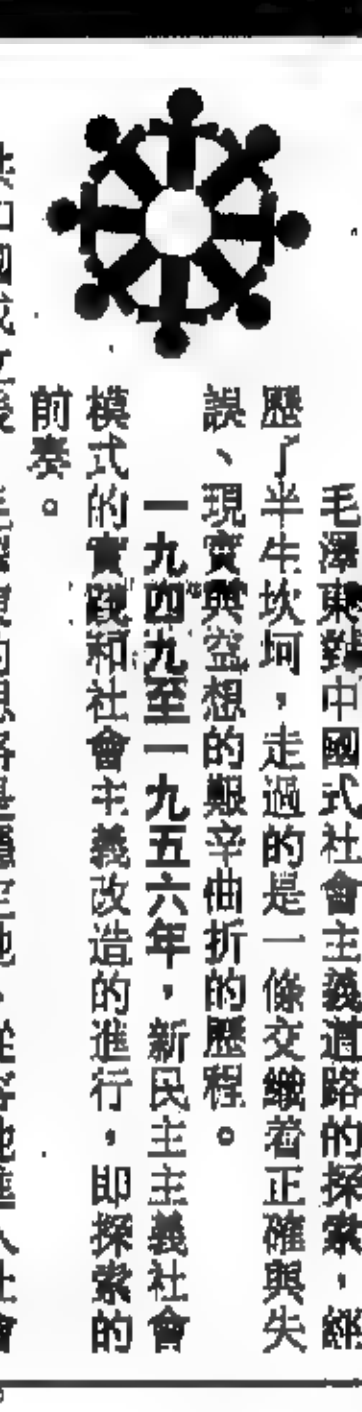 毛澤東對中國式社會主義道路的探索,經
歷了半生坎坷,走過的是一條交織着正確與失
誤、現實與空想的艱辛曲折的歷程。
一九四九至一九五六年,新民主主義社會
模式的實踐和社會主義改造的進行,即探索的
前奏。